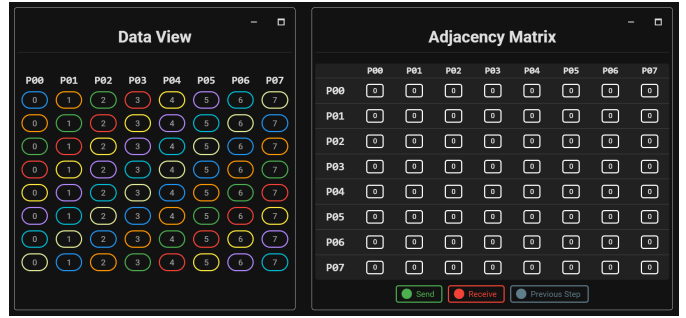 Data View
P00 P01 P02 P03 P04 P05 P06 P07
0 1 2 3 4 5 6 7
0 1 2 3 4 5 6 7
0 1 2 3 4 5 6 7
0 1 2 3 4 5 6 7
0 1 2 3 4 5 6 7
0 1 2 3 4 5 6 7
0 1 2 3 4 5 6 7
0 1 2 3 4 5 6 7
Adjacency Matrix
P00 P01 P02 P03 P04 P05 P06 P07
P00 0 0 0 0 0 0 0 0
P01 0 0 0 0 0 0 0 0
P02 0 0 0 0 0 0 0 0
P03 0 0 0 0 0 0 0 0
P04 0 0 0 0 0 0 0 0
P05 0 0 0 0 0 0 0 0
P06 0 0 0 0 0 0 0 0
P07 0 0 0 0 0 0 0 0
Send Receive Previous Step